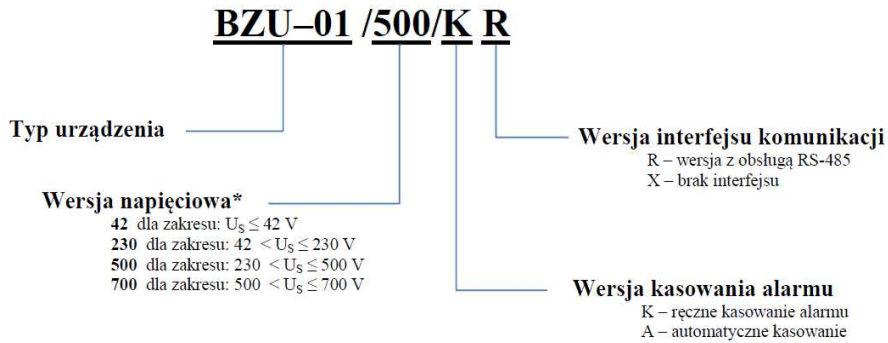 BZU–01 /500/K R
Typ urządzenia
Wersja napięciowa*
42 dla zakresu: US ≤ 42 V
230 dla zakresu: 42 < US ≤ 230 V
500 dla zakresu: 230 < US ≤ 500 V
700 dla zakresu: 500 < US ≤ 700 V
Wersja interfejsu komunikacji
R – wersja z obsługą RS-485
X – brak interfejsu
Wersja kasowania alarmu
K – ręczne kasowanie alarmu
A – automatyczne kasowanie